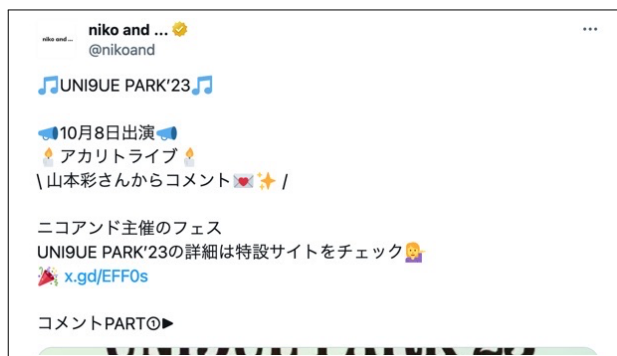 niko and ...
niko and ...
@nikoand
🎵UNI9UE PARK’23🎵
📣10月8日出演📣
🕯️アカリトライブ🕯️
\ 山本彩さんからコメント💌✨ /
ニコアンド主催のフェス
UNI9UE PARK’23の詳細は特設サイトをチェック💁‍♀️
🎉 x.gd/EFF0s
コメントPART①▶